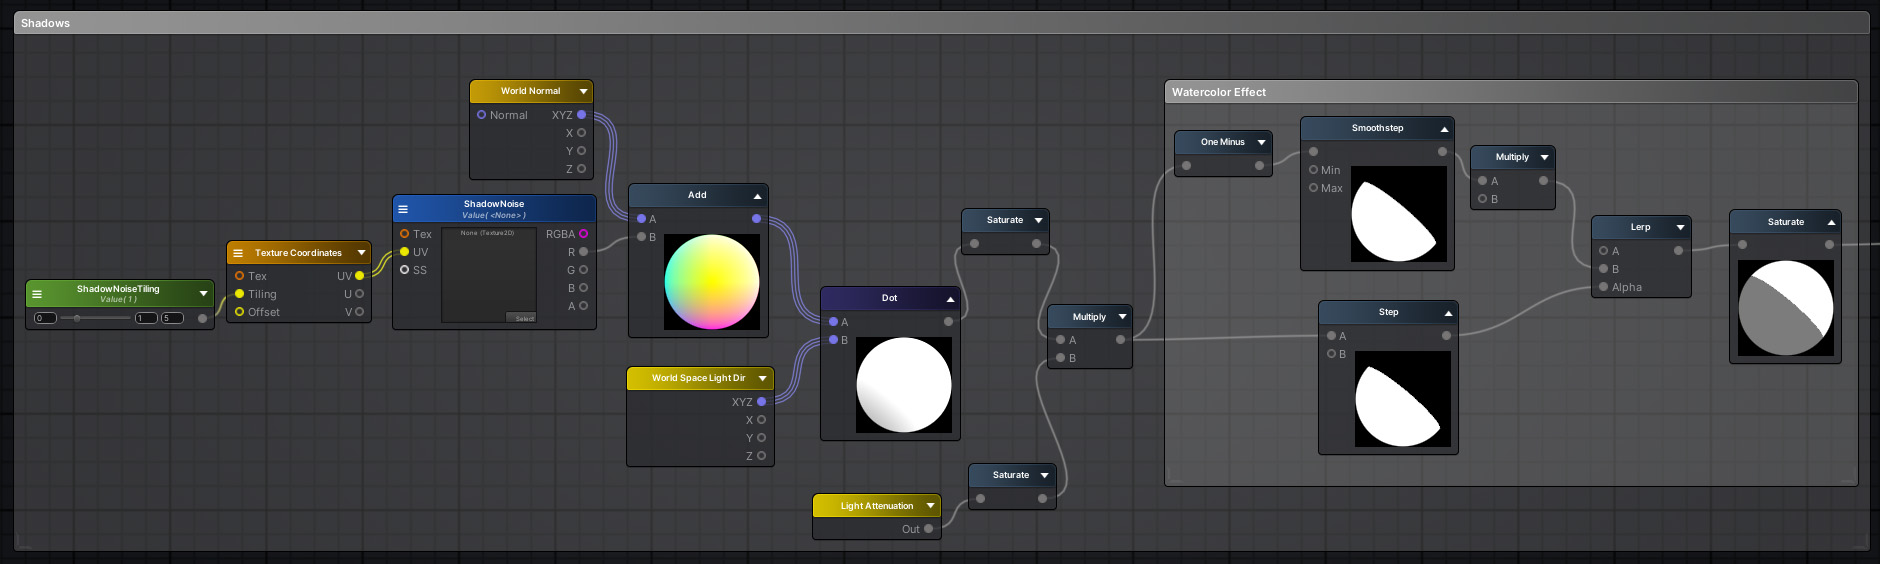 Shadows
World Normal
Normal XYZ
X
Y
Z
ShadowNoise
Value( <None> )
Tex RGBA
UV R
SS G
B
A
None (Texture2D)
Select
Texture Coordinates
Tex UV
Tiling U
Offset V
ShadowNoiseTiling
Value( 1 )
0 1 5
Add
A
B
World Space Light Dir
XYZ
X
Y
Z
Dot
A
B
Light Attenuation
Out
Saturate
Saturate
Multiply
A
B
Watercolor Effect
One Minus
Smoothstep
Min
Max
Multiply
A
B
Step
A
B
Lerp
A
B
Alpha
Saturate